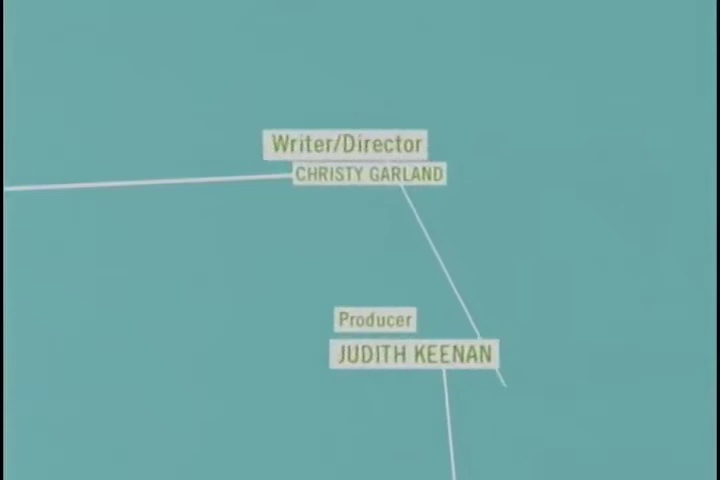 Writer/Director
CHRISTY GARLAND
Producer
JUDITH KEENAN